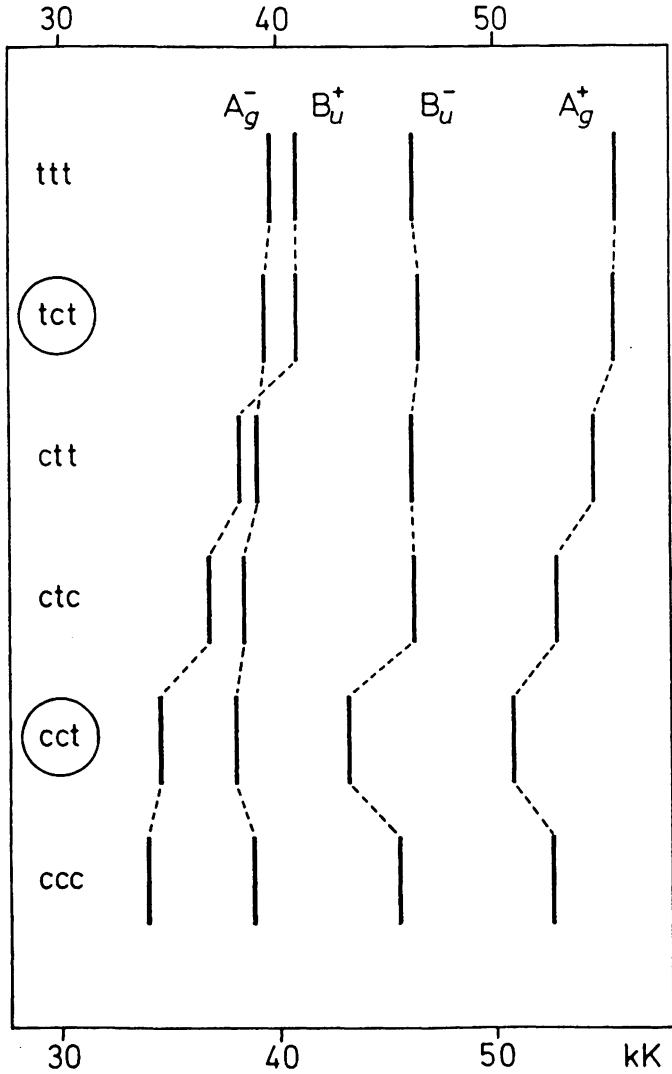 30 40 50
A_g^- B_u^+ B_u^- A_g^+
ttt
tct
ctt
ctc
cct
ccc
30 40 50 kK